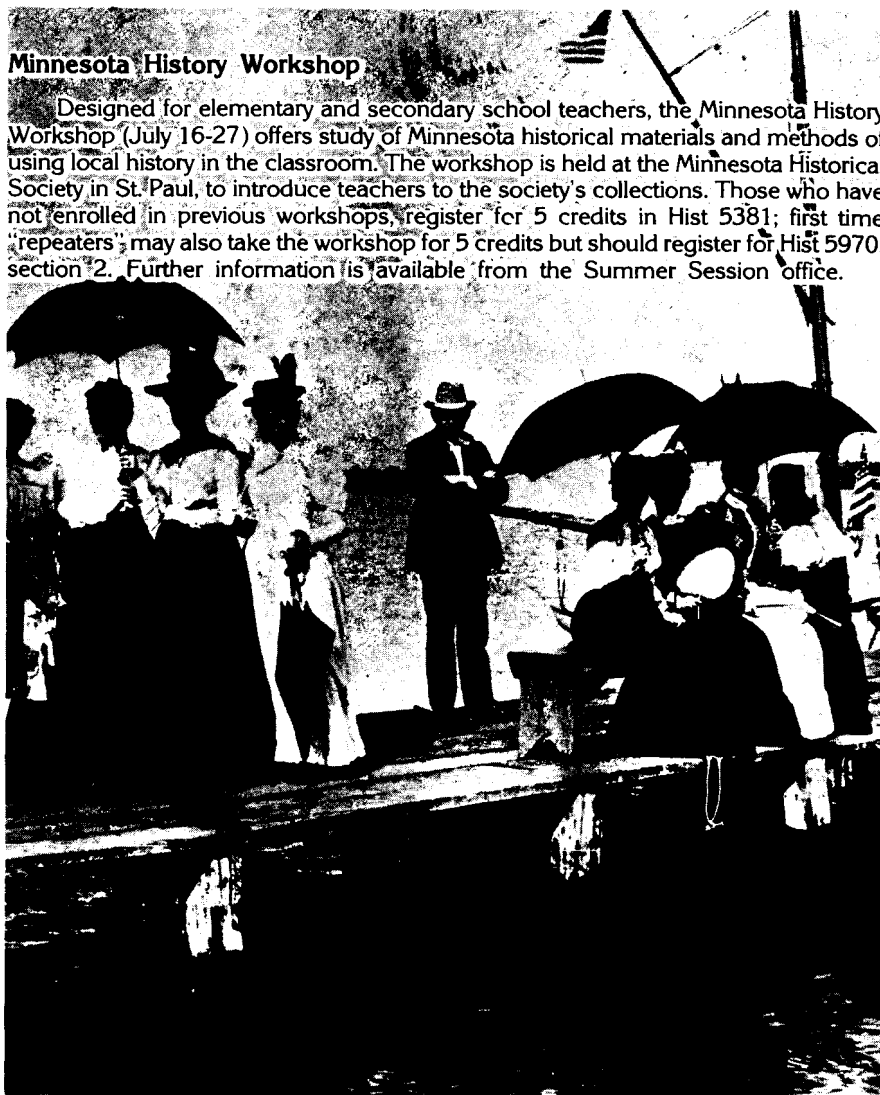 Minnesota History Workshop
Designed for elementary and secondary school teachers, the Minnesota History
Workshop (July 16-27) offers study of Minnesota historical materials and methods of
using local history in the classroom. The workshop is held at the Minnesota Historical
Society in St. Paul, to introduce teachers to the society's collections. Those who have
not enrolled in previous workshops, register for 5 credits in Hist 5381; first time
"repeaters" may also take the workshop for 5 credits but should register for Hist 5970,
section 2. Further information is available from the Summer Session office.